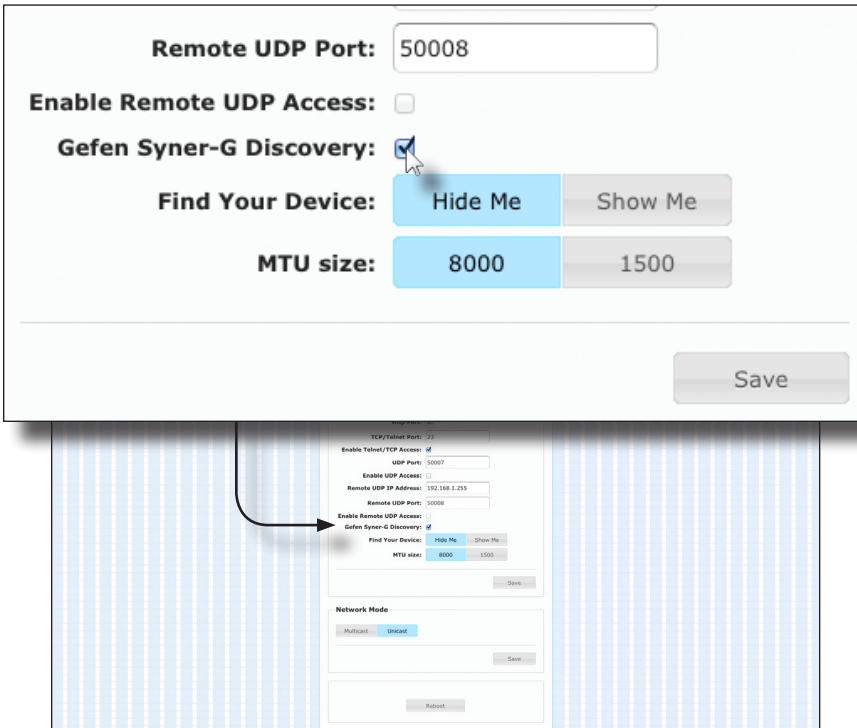 Remote UDP Port: 50008
Enable Remote UDP Access:
Gefen Syner-G Discovery:
Find Your Device: Hide Me Show Me
MTU size: 8000 1500
Save
TCP/Telnet Port: 23
Enable Telnet/TCP Access:
UDP Port: 50007
Enable UDP Access:
Remote UDP IP Address: 192.168.1.255
Remote UDP Port: 50008
Enable Remote UDP Access:
Gefen Syner-G Discovery:
Find Your Device: Hide Me Show Me
MTU size: 8000 1500
Save
Network Mode
Multicast Unicast
Save
Reboot